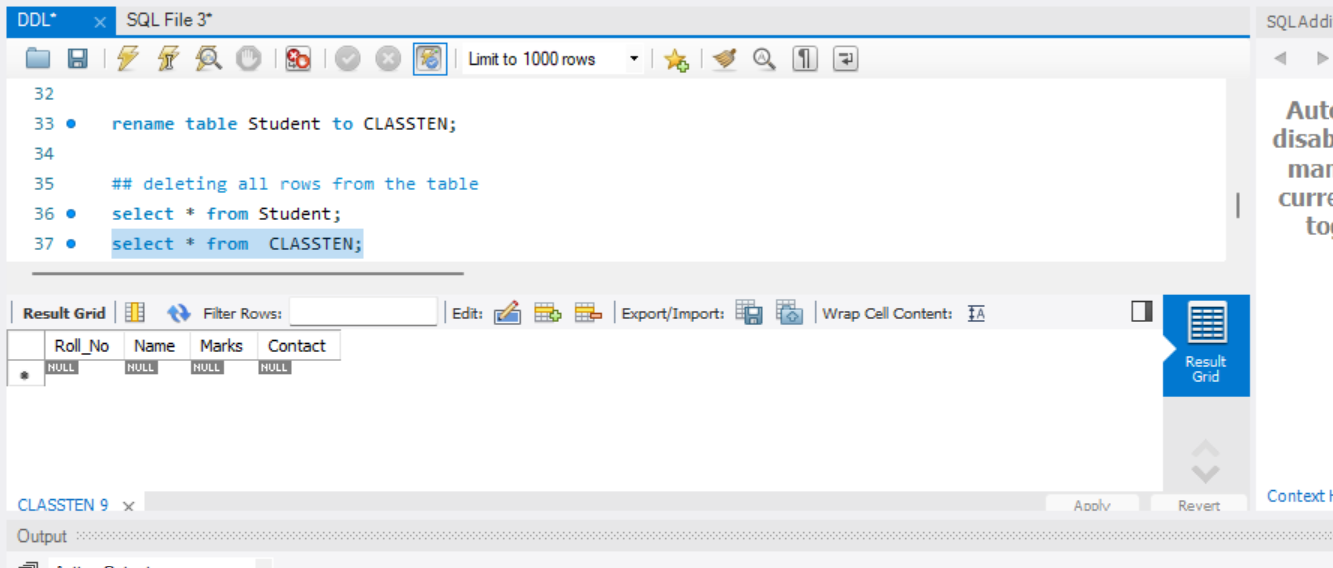 DDL* × SQL File 3*
SQLAddi
Limit to 1000 rows
32
33 rename table Student to CLASSTEN;
34
35 ## deleting all rows from the table
36 select * from Student;
37 select * from  CLASSTEN;
Auto
disab
man
curre
tog
Result Grid Filter Rows: Edit: Export/Import: Wrap Cell Content:
Roll_No Name Marks Contact
NULL NULL NULL NULL
Result
Grid
CLASSTEN 9 × Apply Revert
Context H
Output